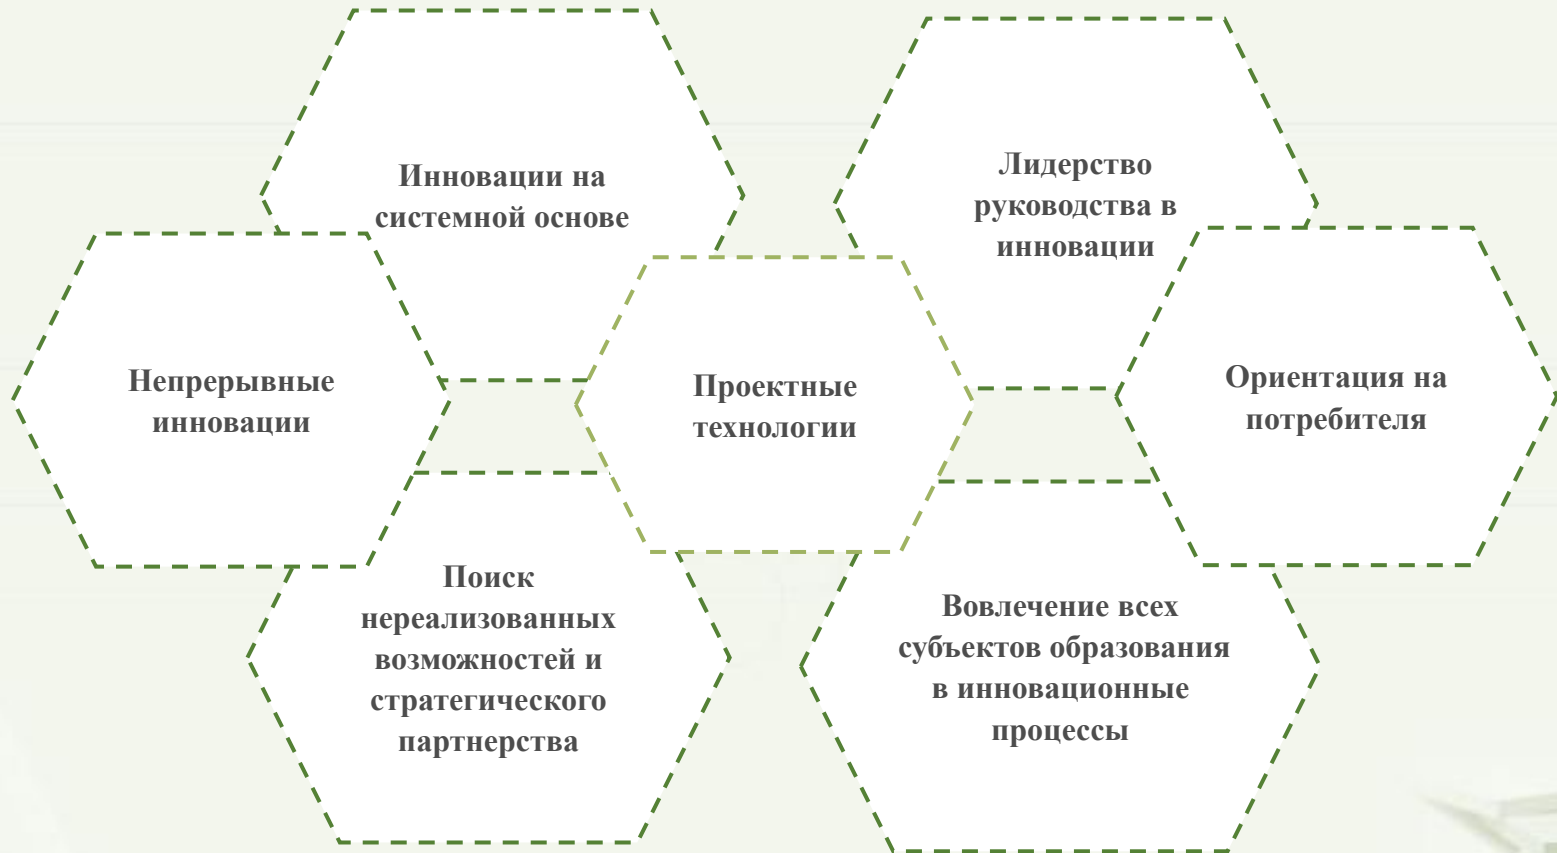 Инновации на
системной основе
Лидерство
руководства в
инновации
Непрерывные
инновации
Проектные
технологии
Ориентация на
потребителя
Поиск
нереализованных
возможностей и
стратегического
партнерства
Вовлечение всех
субъектов образования
в инновационные
процессы